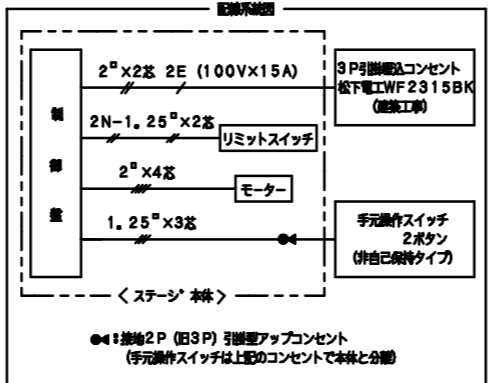 配線系統図
2□×2芯 2E (100V×15A)
3P引掛埋込コンセント
松下電工WF2315BK
(建築工事)
制御盤
2N-1.25□×2芯
リミットスイッチ
2□×4芯
モーター
1.25□×3芯
手元操作スイッチ
2ボタン
(非自己保持タイプ)
〈ステージ本体〉
●◀:接地2P(旧3P)引掛型アップコンセント
(手元操作スイッチは上記のコンセントで本体と分離)